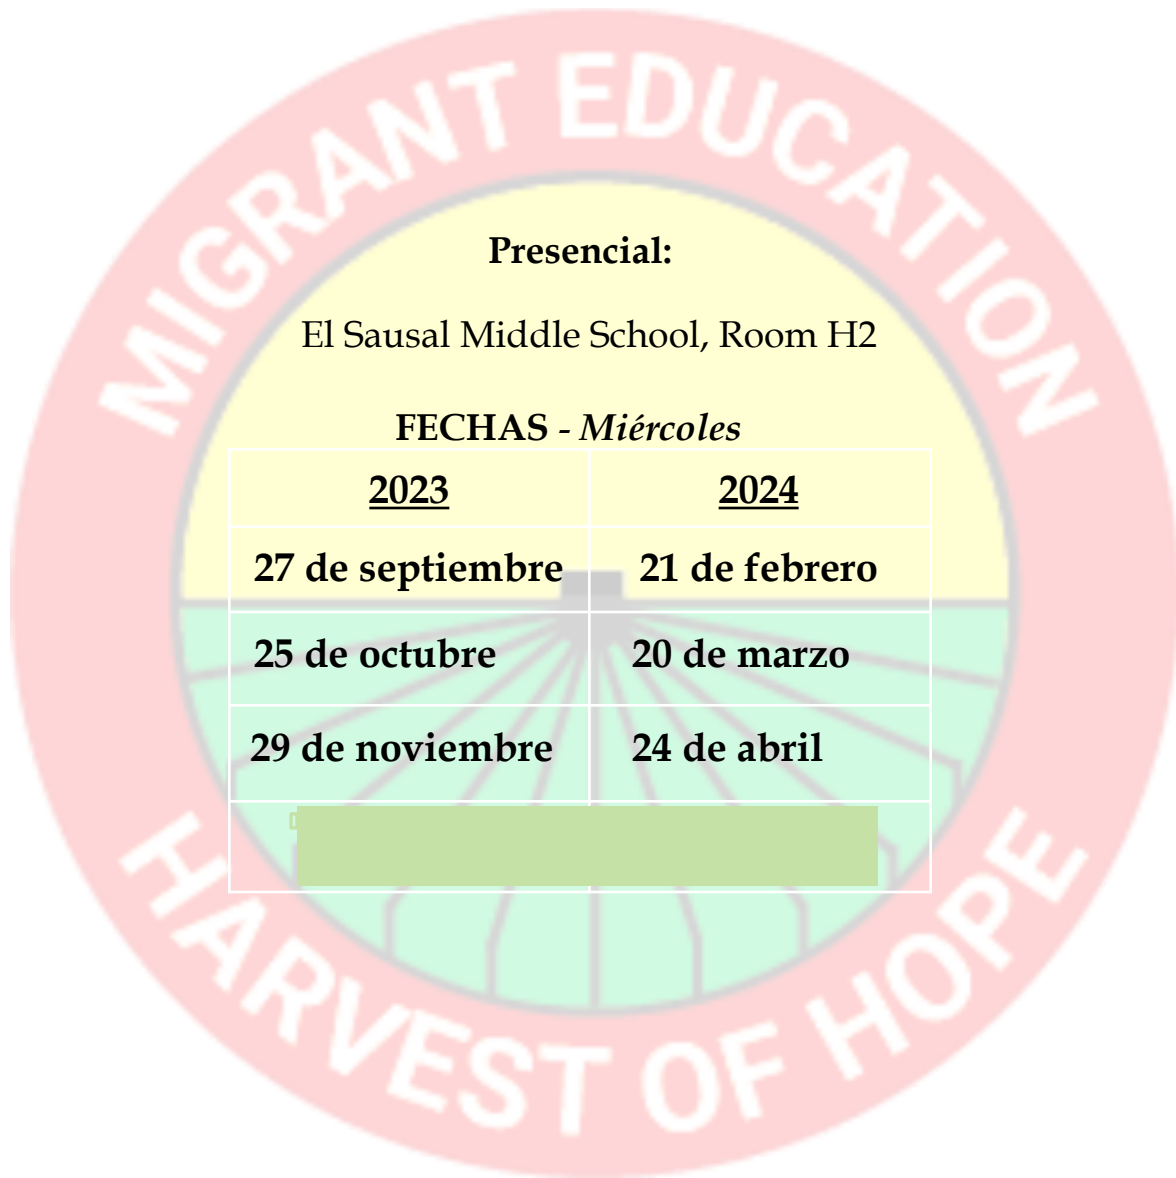 MIGRANT EDUCATION
Presencial:
El Sausal Middle School, Room H2
FECHAS - Miércoles
2023 2024
27 de septiembre 21 de febrero
25 de octubre 20 de marzo
29 de noviembre 24 de abril
HARVEST OF HOPE